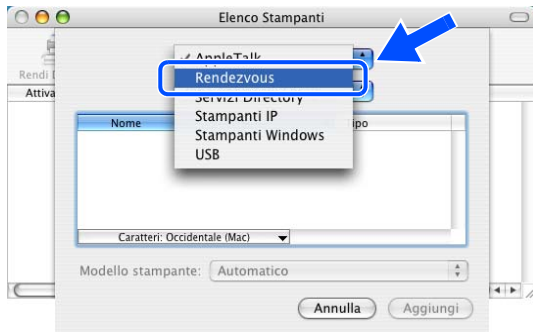 Elenco Stampanti
AppleTalk
Rendi
Rendezvous
Attiva
Servizi Directory
Nome
Tipo
Stampanti IP
Stampanti Windows
USB
Caratteri: Occidentale (Mac)
Modello stampante: Automatico
Annulla Aggiungi